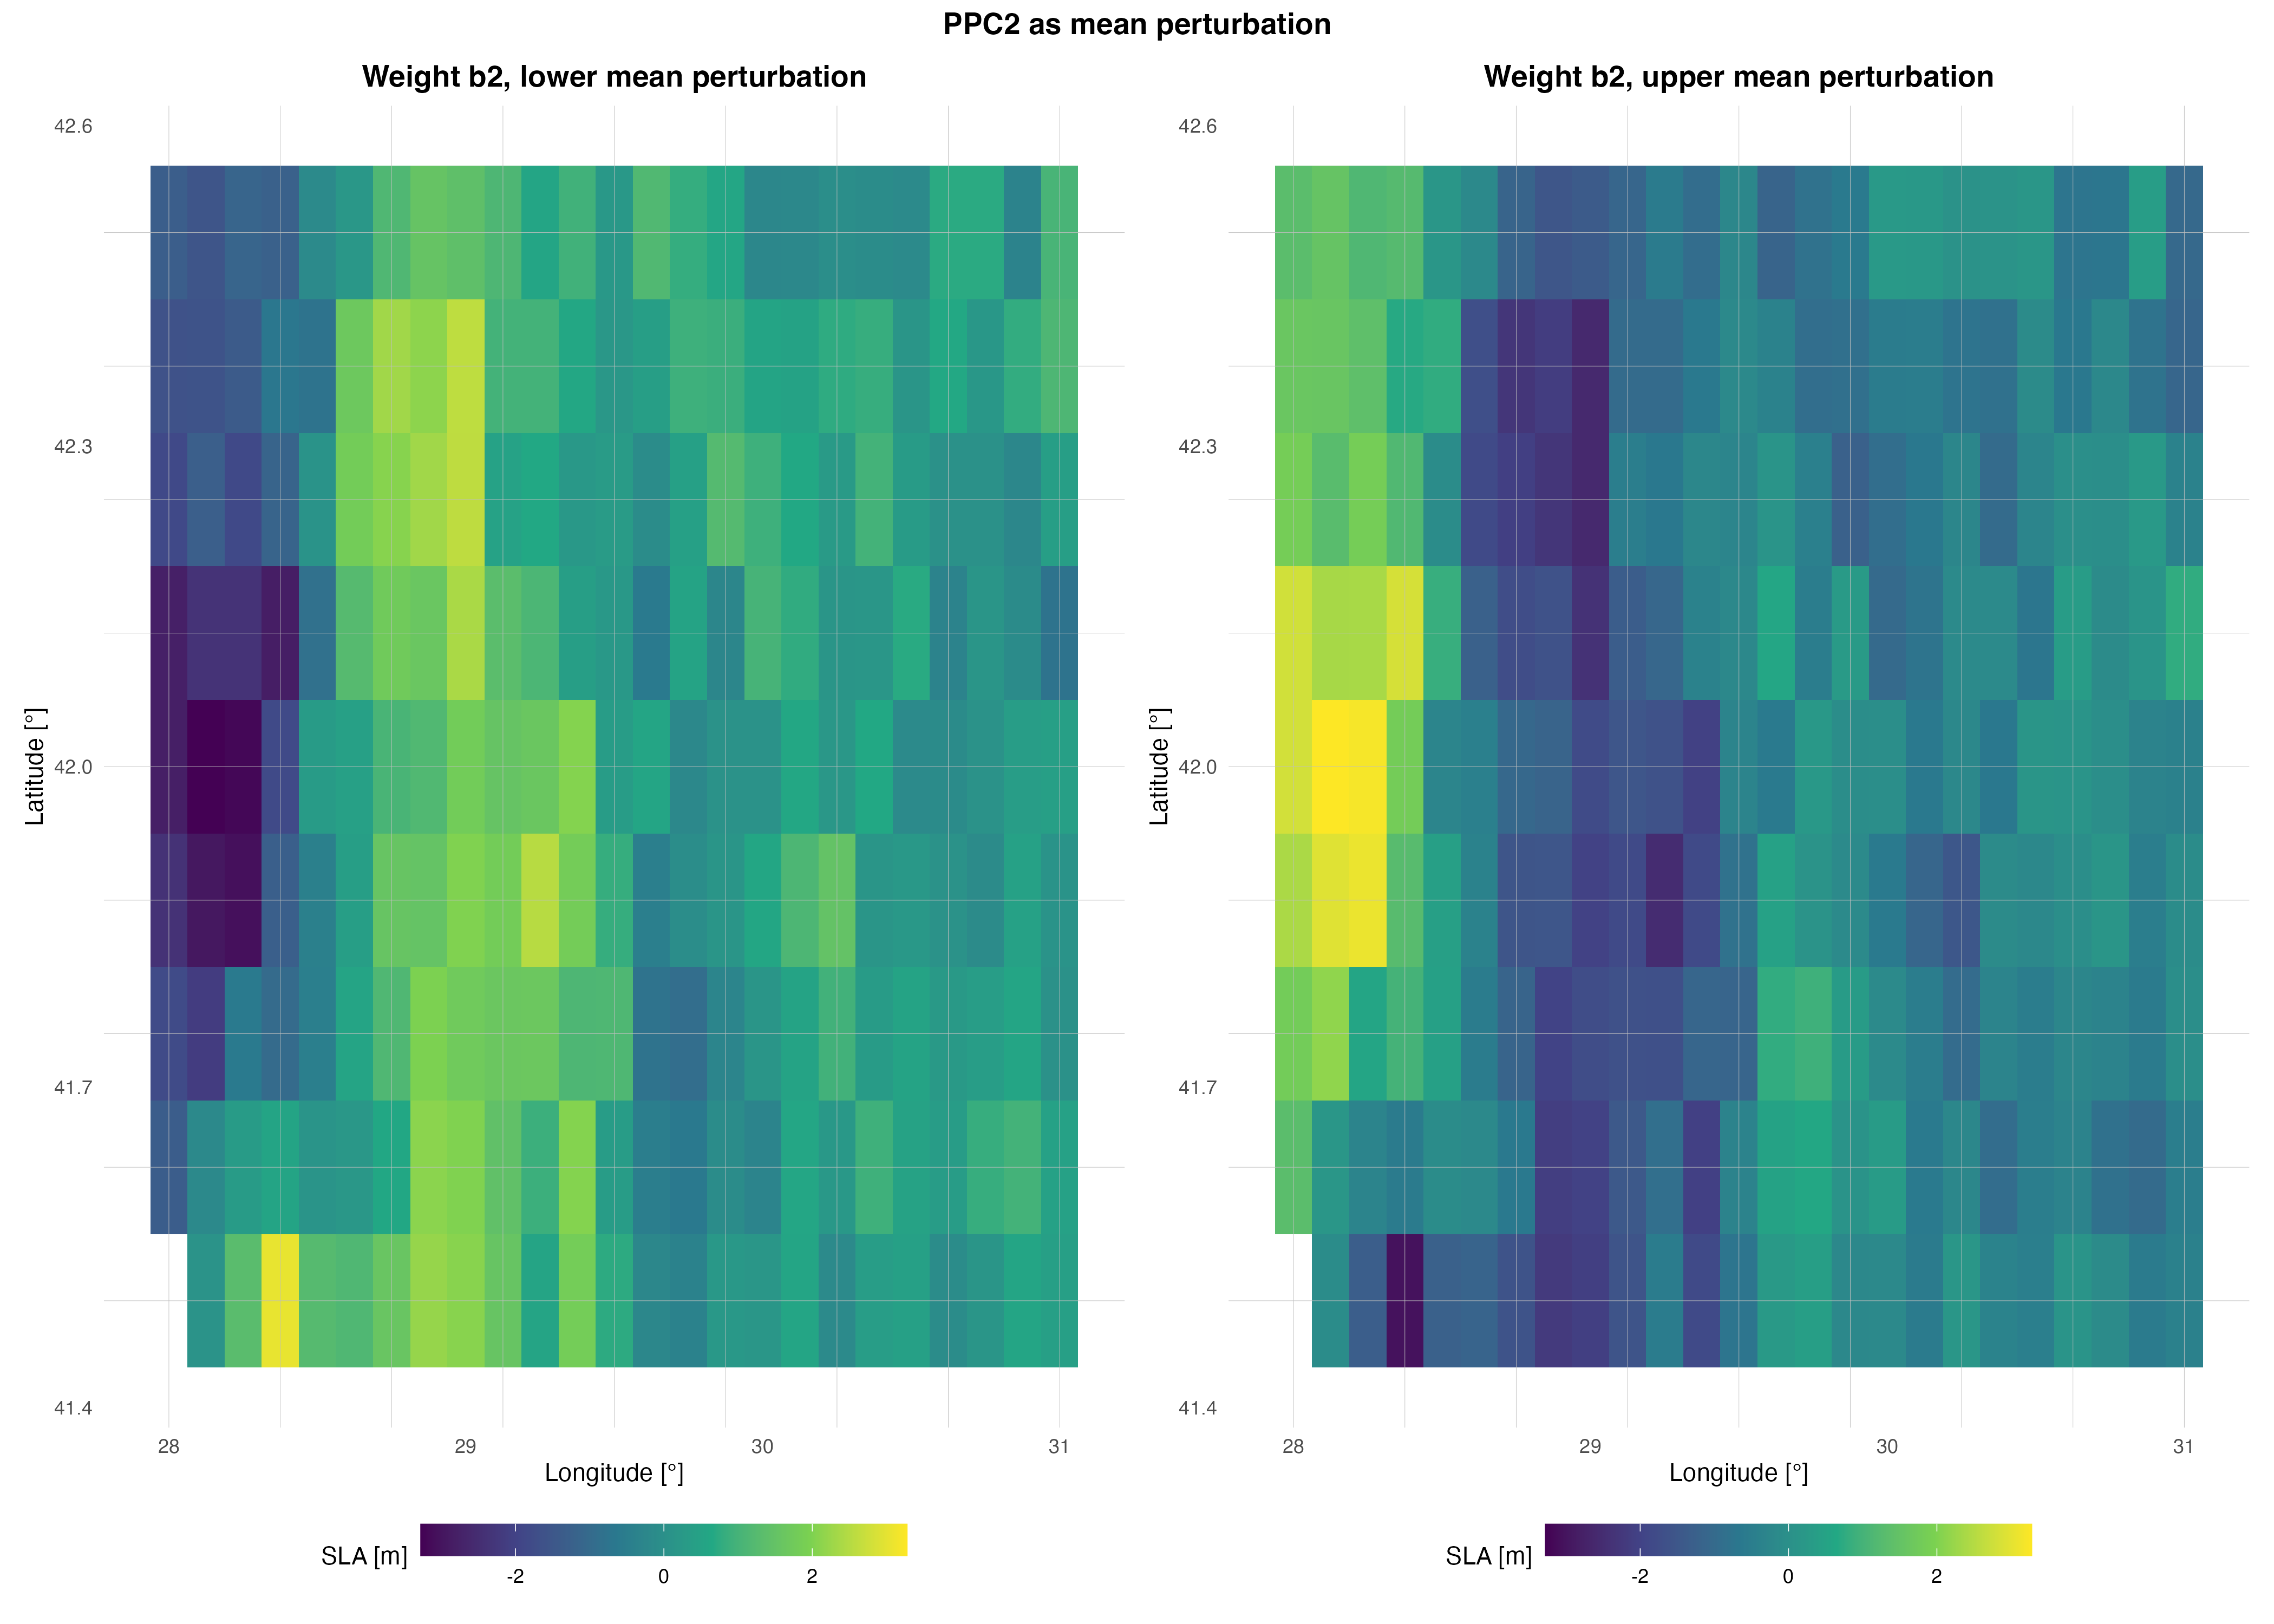 PPC2 as mean perturbation
Weight b2, lower mean perturbation
42.6
42.3
42.0
41.7
41.4
Latitude [°]
28 29 30 31
Longitude [°]
SLA [m]
-2 0 2
Weight b2, upper mean perturbation
42.6
42.3
42.0
41.7
41.4
Latitude [°]
28 29 30 31
Longitude [°]
SLA [m]
-2 0 2